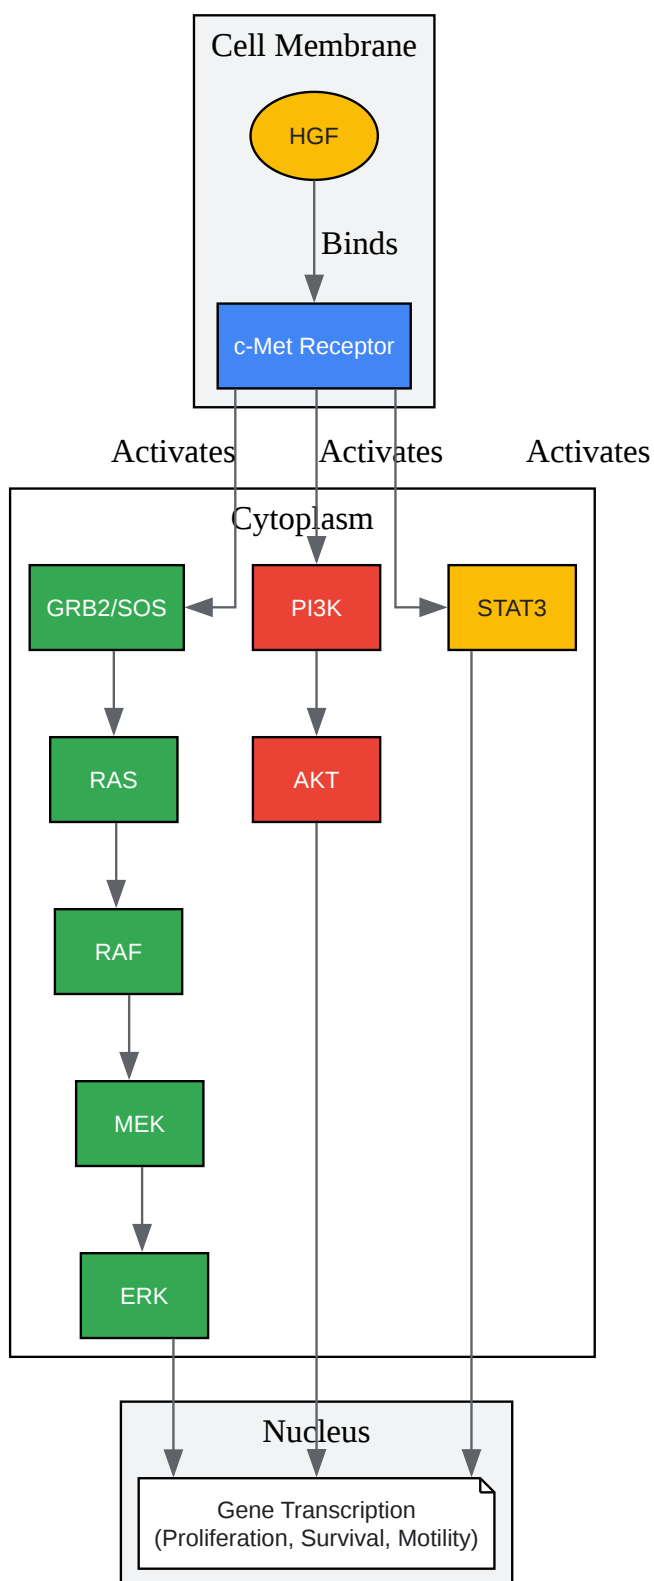 Cell Membrane
HGF
Binds
c-Met Receptor
Activates
Activates
Activates
Cytoplasm
GRB2/SOS
PI3K
STAT3
RAS
AKT
RAF
MEK
ERK
Nucleus
Gene Transcription
(Proliferation, Survival, Motility)